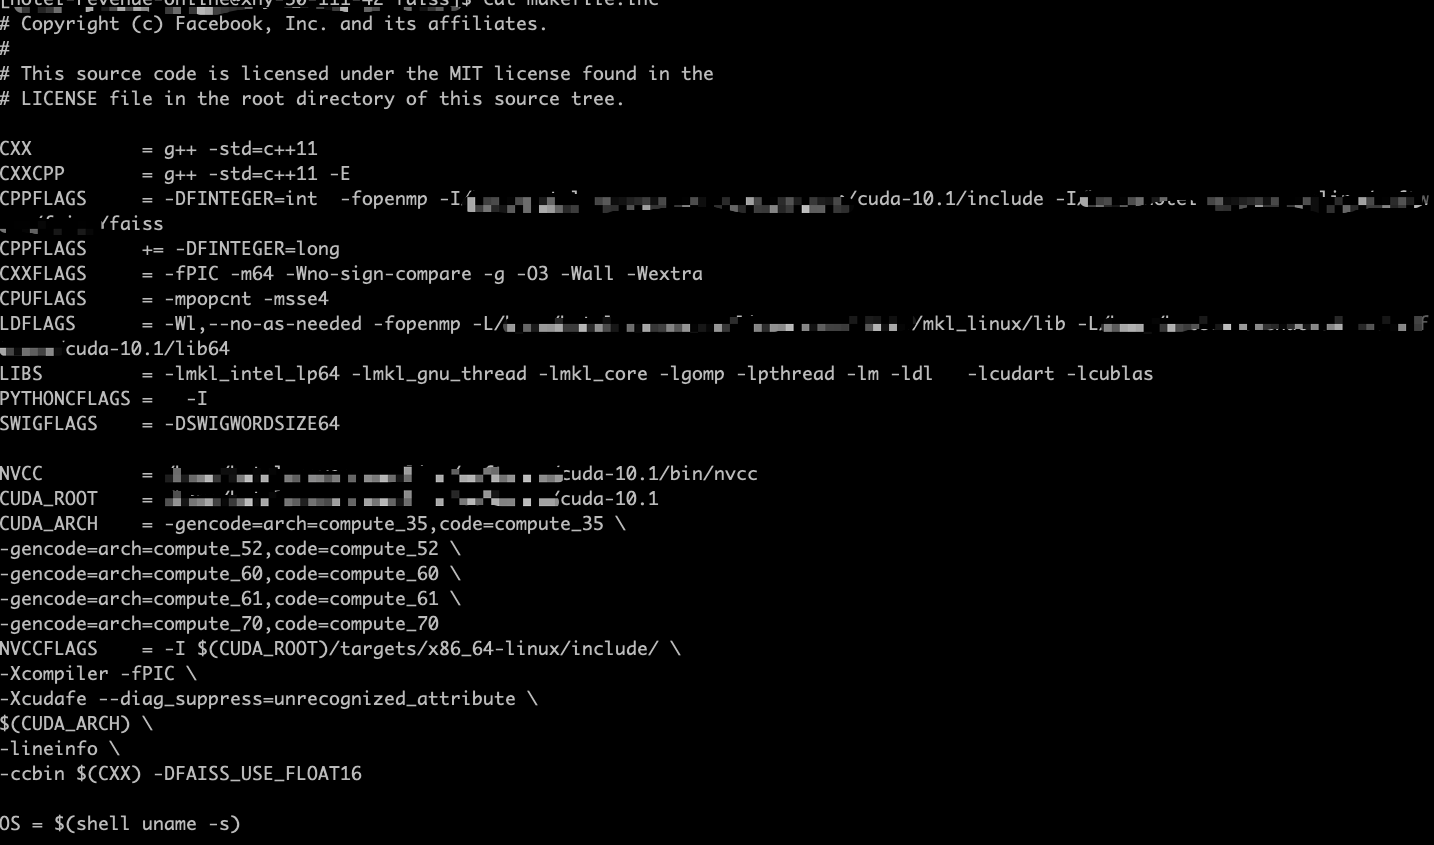 cat makefile.inc
# Copyright (c) Facebook, Inc. and its affiliates.
#
# This source code is licensed under the MIT license found in the
# LICENSE file in the root directory of this source tree.
CXX = g++ -std=c++11
CXXCPP = g++ -std=c++11 -E
CPPFLAGS = -DFINTEGER=int -fopenmp -I/ /cuda-10.1/include -I/
/faiss
CPPFLAGS += -DFINTEGER=long
CXXFLAGS = -fPIC -m64 -Wno-sign-compare -g -O3 -Wall -Wextra
CPUFLAGS = -mpopcnt -msse4
LDFLAGS = -Wl,--no-as-needed -fopenmp -L/ /mkl_linux/lib -L/
cuda-10.1/lib64
LIBS = -lmkl_intel_lp64 -lmkl_gnu_thread -lmkl_core -lgomp -lpthread -lm -ldl -lcudart -lcublas
PYTHONCFLAGS = -I
SWIGFLAGS = -DSWIGWORDSIZE64
NVCC = cuda-10.1/bin/nvcc
CUDA_ROOT = /cuda-10.1
CUDA_ARCH = -gencode=arch=compute_35,code=compute_35 \
-gencode=arch=compute_52,code=compute_52 \
-gencode=arch=compute_60,code=compute_60 \
-gencode=arch=compute_61,code=compute_61 \
-gencode=arch=compute_70,code=compute_70
NVCCFLAGS = -I $(CUDA_ROOT)/targets/x86_64-linux/include/ \
-Xcompiler -fPIC \
-Xcudafe --diag_suppress=unrecognized_attribute \
$(CUDA_ARCH) \
-lineinfo \
-ccbin $(CXX) -DFAISS_USE_FLOAT16
OS = $(shell uname -s)